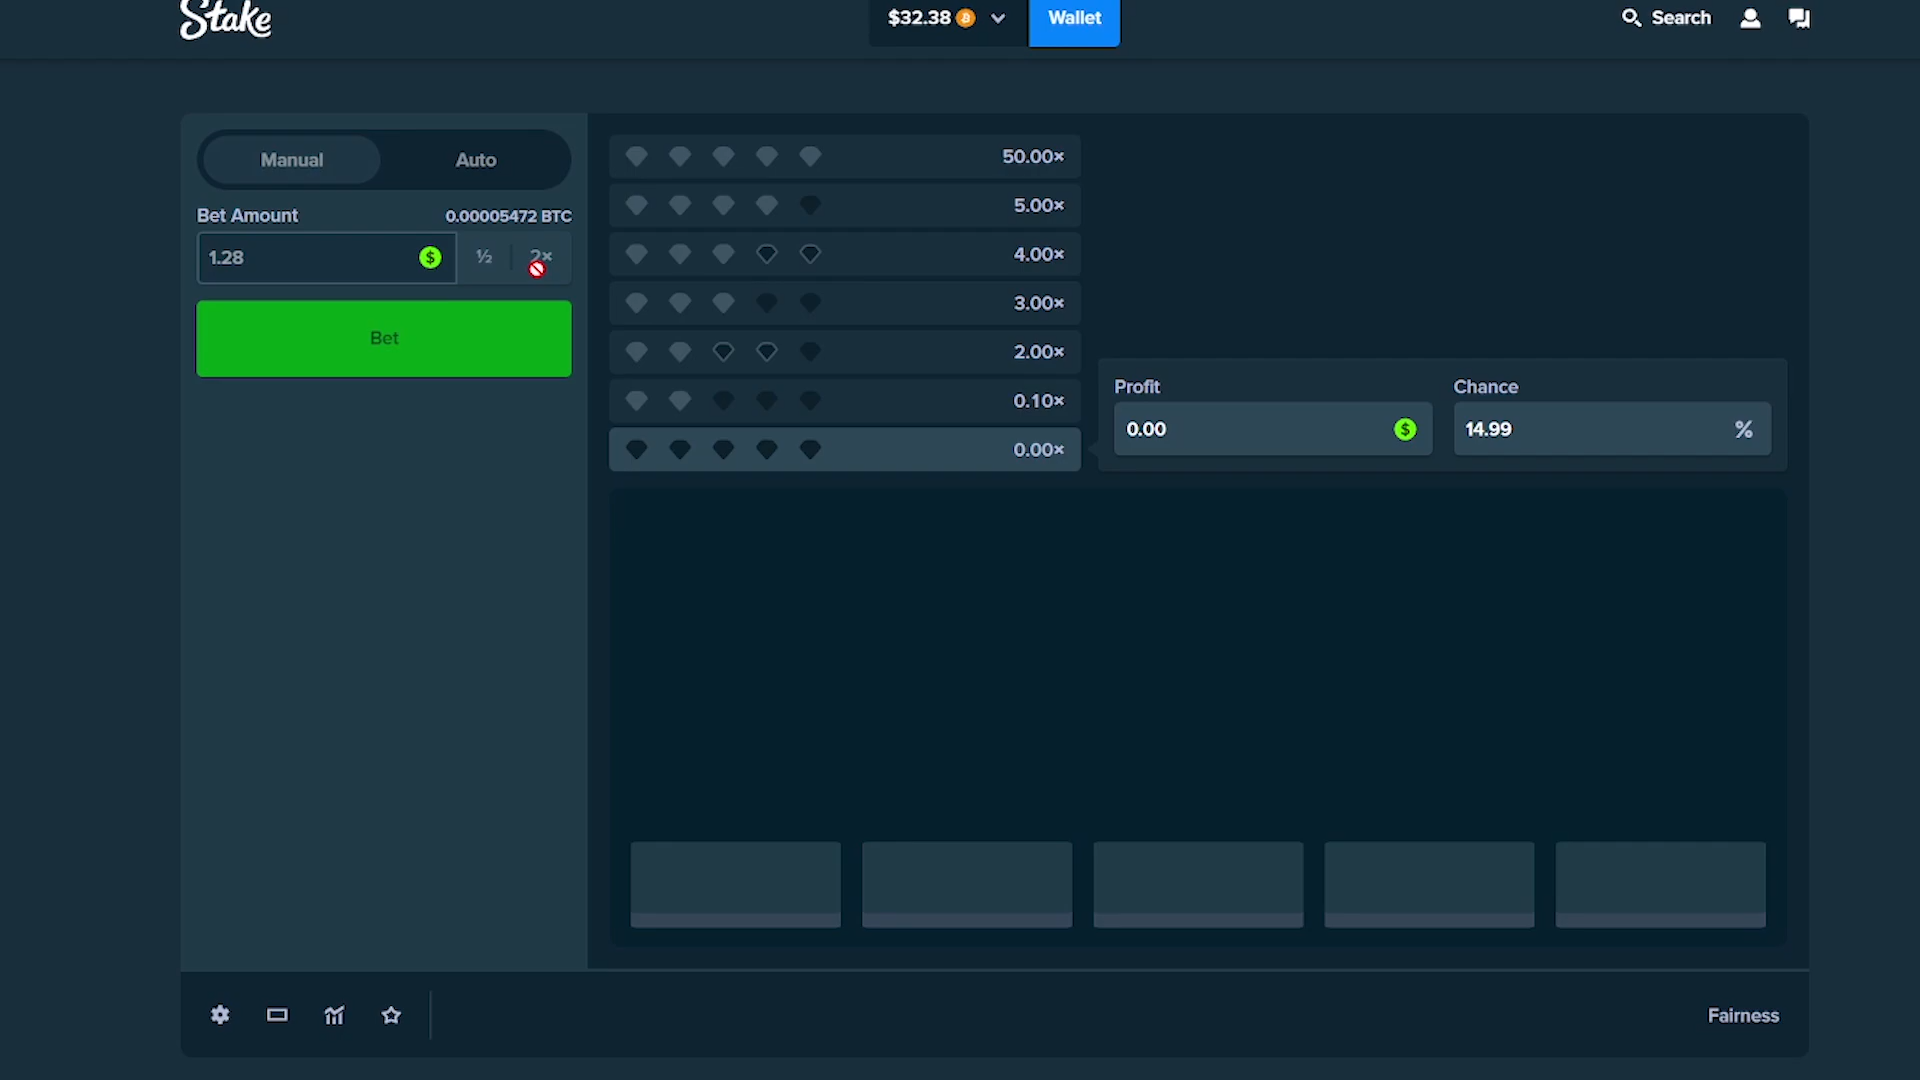 Stake
$32.38
Wallet
Search
Manual
Auto
Bet Amount
0.00005472 BTC
1.28
$
½
2×
Bet
50.00×
5.00×
4.00×
3.00×
2.00×
0.10×
0.00×
Profit
0.00
$
Chance
14.99
%
Fairness